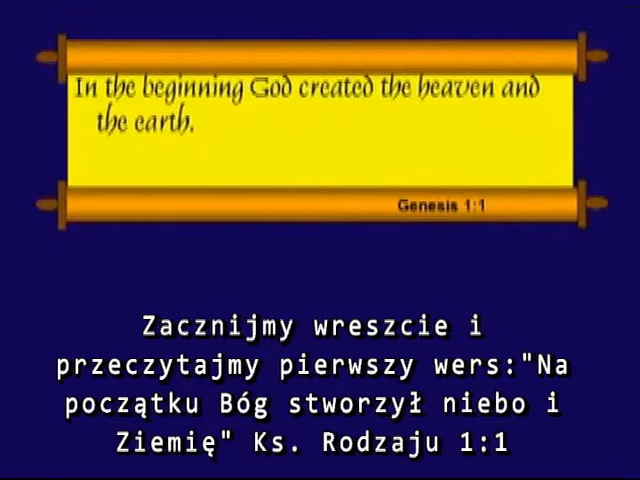 In the beginning God created the heaven and
the earth.
Genesis 1:1
Zacznijmy wreszcie i
przeczytajmy pierwszy wers:"Na
początku Bóg stworzył niebo i
Ziemię" Ks. Rodzaju 1:1